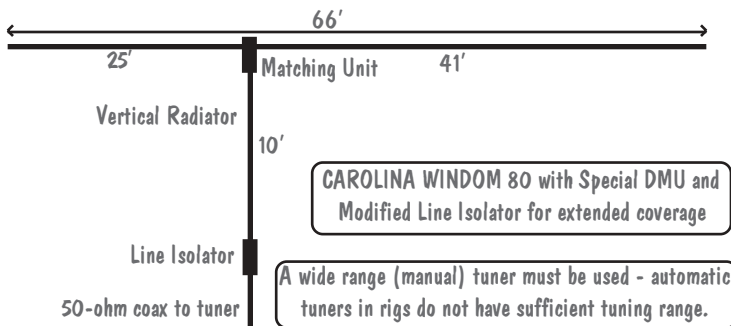 66'
25'
Matching Unit
41'
Vertical Radiator
10'
CAROLINA WINDOM 80 with Special DMU and
Modified Line Isolator for extended coverage
Line Isolator
A wide range (manual) tuner must be used - automatic
tuners in rigs do not have sufficient tuning range.
50-ohm coax to tuner